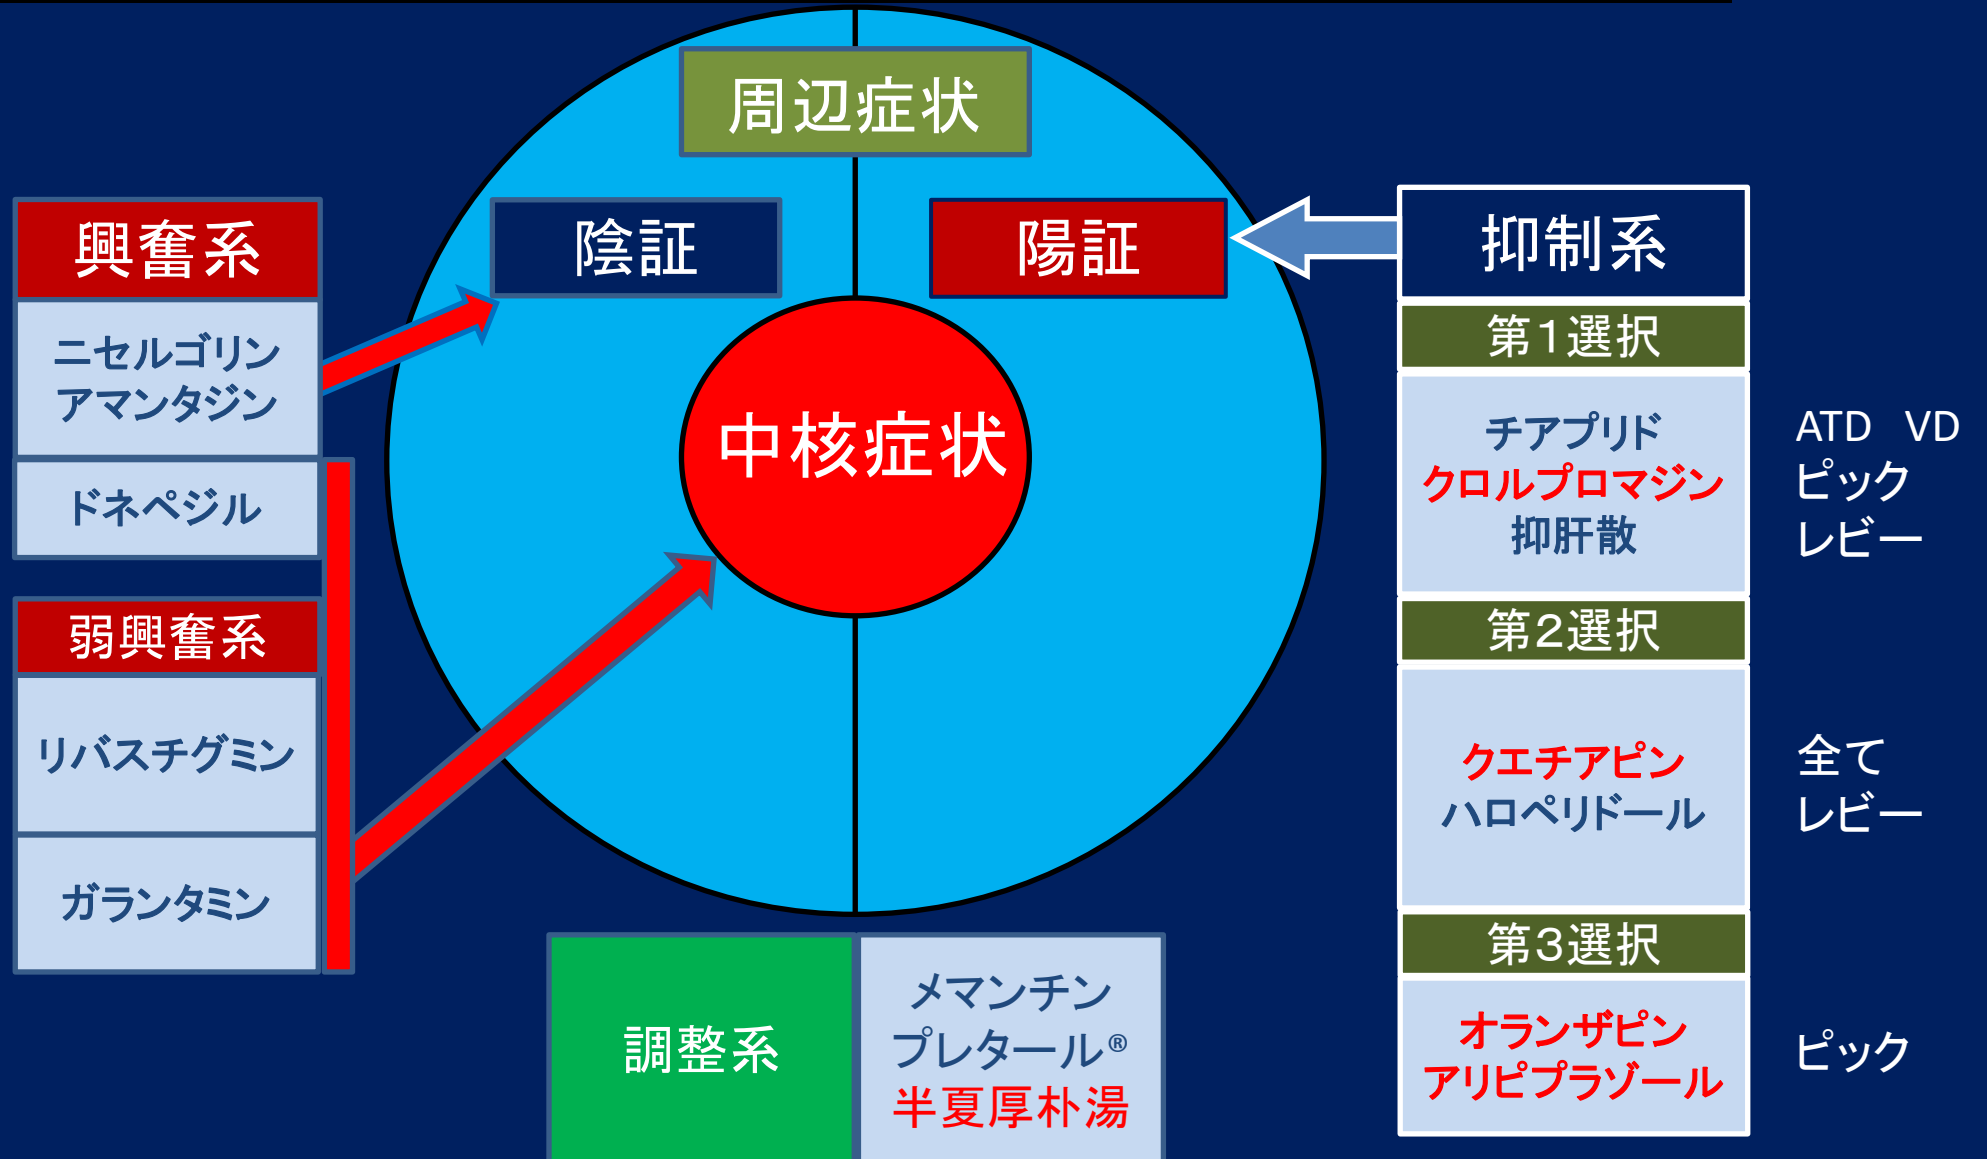 周辺症状
陰証
陽証
中核症状
興奮系
ニセルゴリン
アマンタジン
ドネペジル
弱興奮系
リバスチグミン
ガランタミン
調整系
メマンチン
プレタール®
半夏厚朴湯
抑制系
第1選択
チアプリド
クロルプロマジン
抑肝散
ATD VD
ピック
レビー
第2選択
クエチアピン
ハロペリドール
全て
レビー
第3選択
オランザピン
アリピプラゾール
ピック